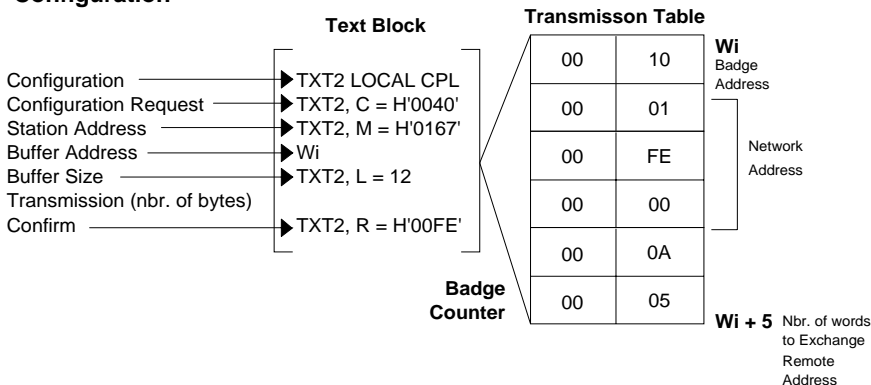 Configuration
Text Block
Transmisson Table
Configuration
Configuration Request
Station Address
Buffer Address
Buffer Size
Transmission (nbr. of bytes)
Confirm
TXT2 LOCAL CPL
TXT2, C = H'0040'
TXT2, M = H'0167'
Wi
TXT2, L = 12
TXT2, R = H'00FE'
Badge
Counter
00 10
00 01
00 FE
00 00
00 0A
00 05
Wi
Badge
Address
Network
Address
Wi + 5 Nbr. of words
to Exchange
Remote
Address